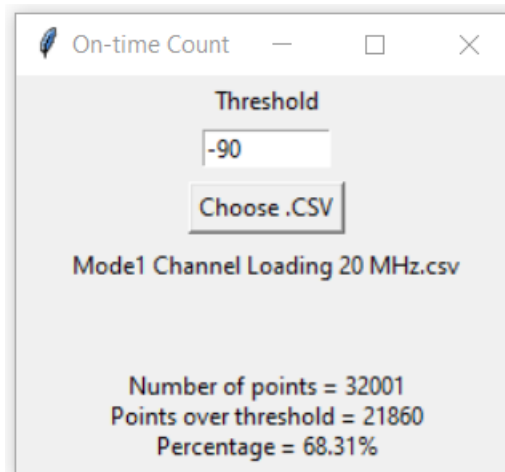 On-time Count
Threshold
-90
Choose .CSV
Mode1 Channel Loading 20 MHz.csv
Number of points = 32001
Points over threshold = 21860
Percentage = 68.31%